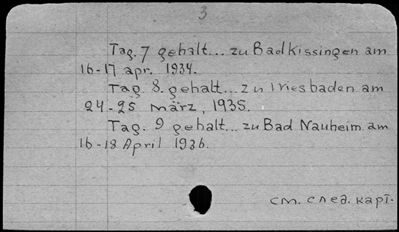 3
Tag. 7 gehalt... zu Bad Kissingen am
16-17 apr. 1934.
Tag. 8. gehalt... zu Wiesbaden am
24-25 März, 1935.
Tag. 9 gehalt... zu Bad Nauheim am
16-18 April 1936.
см. след. карт.